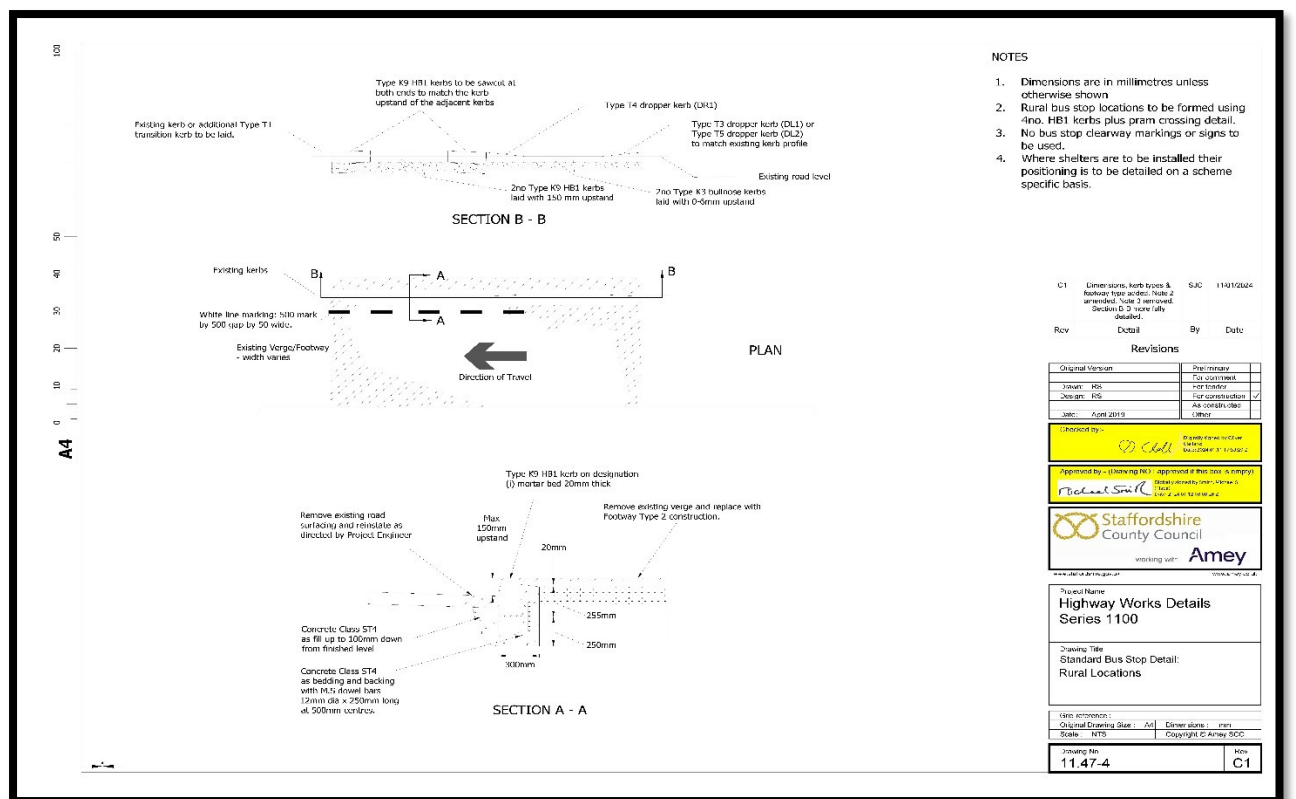 100
50
40
30
20
10
0
A4
Type K9 HB1 kerbs to be sawcut at
both ends to match the kerb
upstand of the adjacent kerbs
Type T4 dropper kerb (DR1)
Existing kerb or additional Type T1
transition kerb to be laid.
Type T3 dropper kerb (DL1) or
Type T5 dropper kerb (DL2)
to match existing kerb profile
Existing road level
2no Type K9 HB1 kerbs
laid with 150 mm upstand
2no Type K3 bullnose kerbs
laid with 0-6mm upstand
SECTION B - B
Existing kerbs
B
A
B
White line marking: 500 mark
by 500 gap by 50 wide.
A
Existing Verge/Footway
- width varies
Direction of Travel
PLAN
Type K9 HB1 kerb on designation
(i) mortar bed 20mm thick
Remove existing road
surfacing and reinstate as
directed by Project Engineer
Max
150mm
upstand
Remove existing verge and replace with
Footway Type 2 construction.
20mm
255mm
250mm
300mm
Concrete Class ST4
as fill up to 100mm down
from finished level
Concrete Class ST4
as bedding and backing
with M.S dowel bars
12mm dia x 250mm long
at 500mm centres.
SECTION A - A
NOTES
1. Dimensions are in millimetres unless
otherwise shown
2. Rural bus stop locations to be formed using
4no. HB1 kerbs plus pram crossing detail.
3. No bus stop clearway markings or signs to
be used.
4. Where shelters are to be installed their
positioning is to be detailed on a scheme
specific basis.
C1 Dimensions, kerb types & SJC 11/01/2024
footway type added. Note 2
amended. Note 3 removed.
Section B-B more fully
detailed.
Rev Detail By Date
Revisions
Original Version
Drawn: RS
Design: RS
Date: April 2019
Preliminary
For comment
For tender
For construction ✓
As constructed
Other
Checked by:-
Approved by - (Drawing NOT approved if this box is empty)
Michael Smith
Staffordshire
County Council
working with Amey
www.staffordshire.gov.uk www.amey.co.uk
Project Name
Highway Works Details
Series 1100
Drawing Title
Standard Bus Stop Detail:
Rural Locations
Grid reference :
Original Drawing Size : A4 Dimensions : mm
Scale : NTS Copyright © Amey SCC
Drawing No Rev
11.47-4 C1